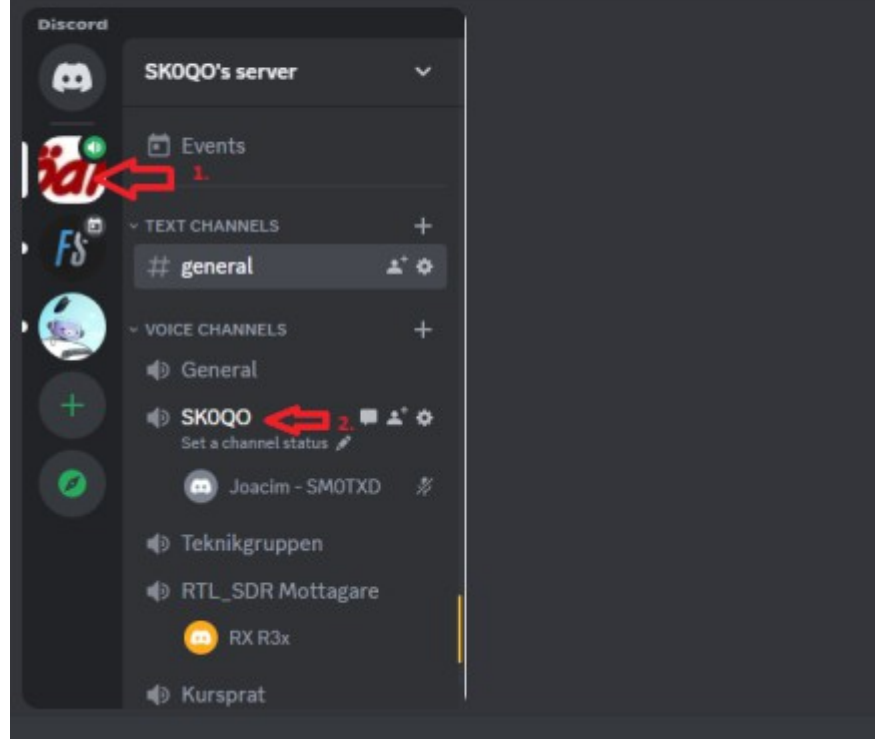 Discord
SK0QO's server
Events
1.
TEXT CHANNELS
general
VOICE CHANNELS
General
SK0QO
2.
Set a channel status
Joacim - SM0TXD
FS
Teknikgruppen
RTL_SDR Mottagare
RX R3x
Kursprat